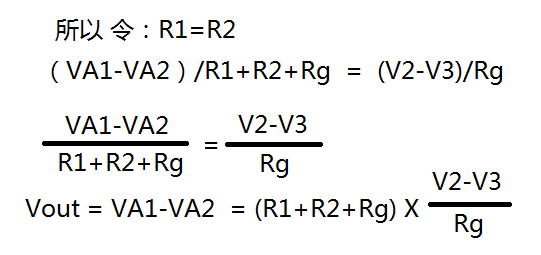 所以 令：R1=R2
（VA1-VA2）/R1+R2+Rg = (V2-V3)/Rg
VA1-VA2 / R1+R2+Rg = V2-V3 / Rg
Vout = VA1-VA2 = (R1+R2+Rg) X V2-V3 / Rg